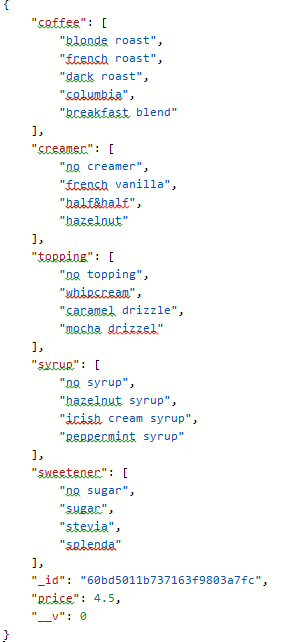 {
"coffee": [
"blonde roast",
"french roast",
"dark roast",
"columbia",
"breakfast blend"
],
"creamer": [
"no creamer",
"french vanilla",
"half&half",
"hazelnut"
],
"topping": [
"no topping",
"whipcream",
"caramel drizzle",
"mocha drizzel"
],
"syrup": [
"no syrup",
"hazelnut syrup",
"irish cream syrup",
"peppermint syrup"
],
"sweetener": [
"no sugar",
"sugar",
"stevia",
"splenda"
],
"_id": "60bd5011b737163f9803a7fc",
"price": 4.5,
"__v": 0
}